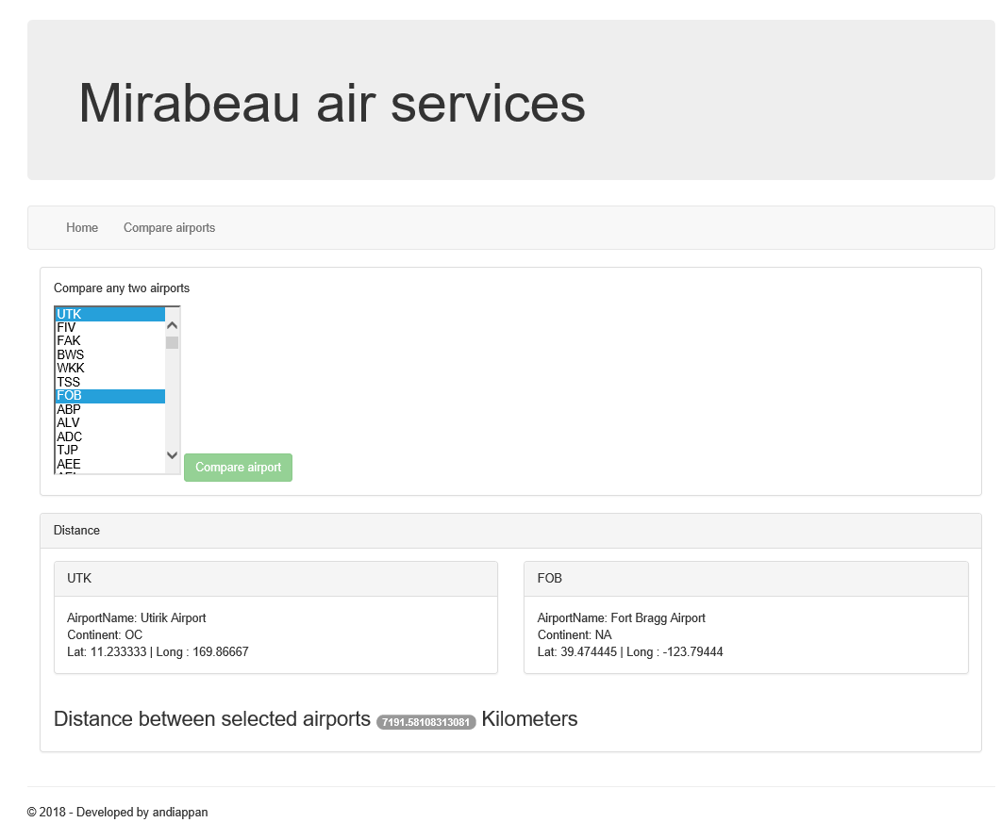 Mirabeau air services
Home
Compare airports
Compare any two airports
UTK
FIV
FAK
BWS
WKK
TSS
FOB
ABP
ALV
ADC
TJP
AEE
Compare airport
Distance
UTK
AirportName: Utirik Airport
Continent: OC
Lat: 11.233333 | Long : 169.86667
FOB
AirportName: Fort Bragg Airport
Continent: NA
Lat: 39.474445 | Long : -123.79444
Distance between selected airports 7191.58108313081 Kilometers
© 2018 - Developed by andiappan